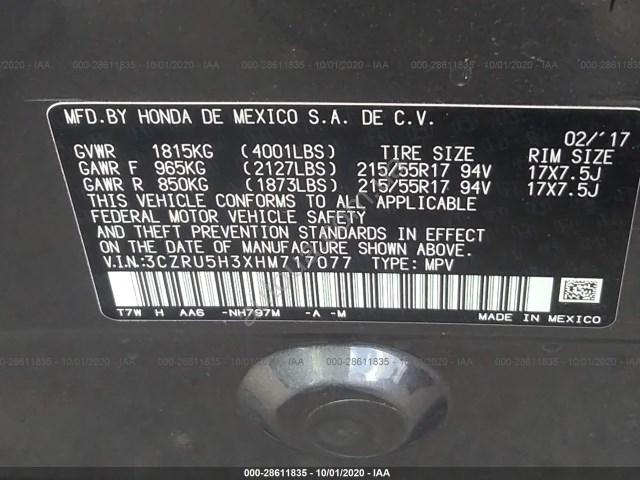 000-28611835 - 10/01/2020 - IAA
MFD.BY HONDA DE MEXICO S.A. DE C.V.
02/'17
GVWR 1815KG (4001LBS) TIRE SIZE RIM SIZE
GAWR F 965KG (2127LBS) 215/55R17 94V 17X7.5J
GAWR R 850KG (1873LBS) 215/55R17 94V 17X7.5J
THIS VEHICLE CONFORMS TO ALL APPLICABLE
FEDERAL MOTOR VEHICLE SAFETY
AND THEFT PREVENTION STANDARDS IN EFFECT ON THE
DATE OF MANUFACTURE SHOWN ABOVE.
V.I.N:3CZRU5H3XHM717077 TYPE: MPV
T7W H AA6 -NH797M -A -M
MADE IN MEXICO
000-28611835 - 10/01/2020 - IAA